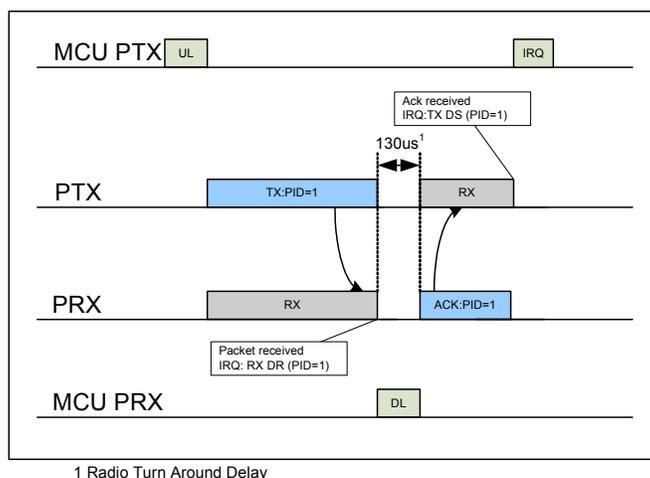 MCU PTX
UL
IRQ
Ack received
IRQ:TX DS (PID=1)
130us1
PTX
TX:PID=1
RX
PRX
RX
ACK:PID=1
Packet received
IRQ: RX DR (PID=1)
MCU PRX
DL
1 Radio Turn Around Delay